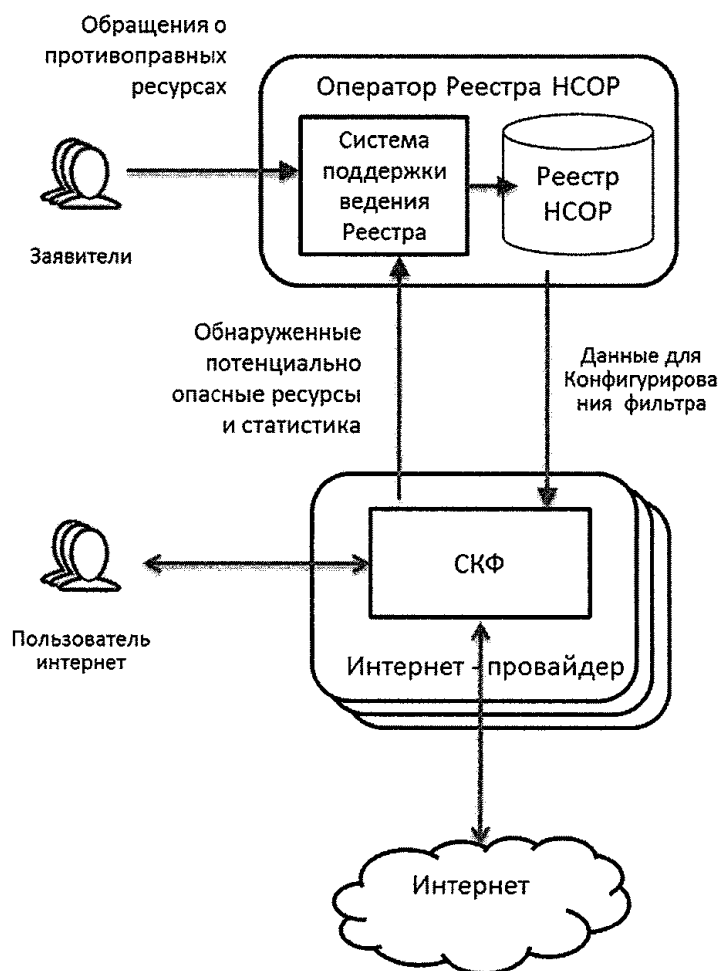 Обращения о
противоправных
ресурсах
Оператор Реестра НСОР
Система
поддержки
ведения
Реестра
Реестр
НСОР
Заявители
Обнаруженные
потенциально
опасные ресурсы
и статистика
Данные для
Конфигурирова
ния фильтра
СКФ
Пользователь
интернет
Интернет - провайдер
Интернет